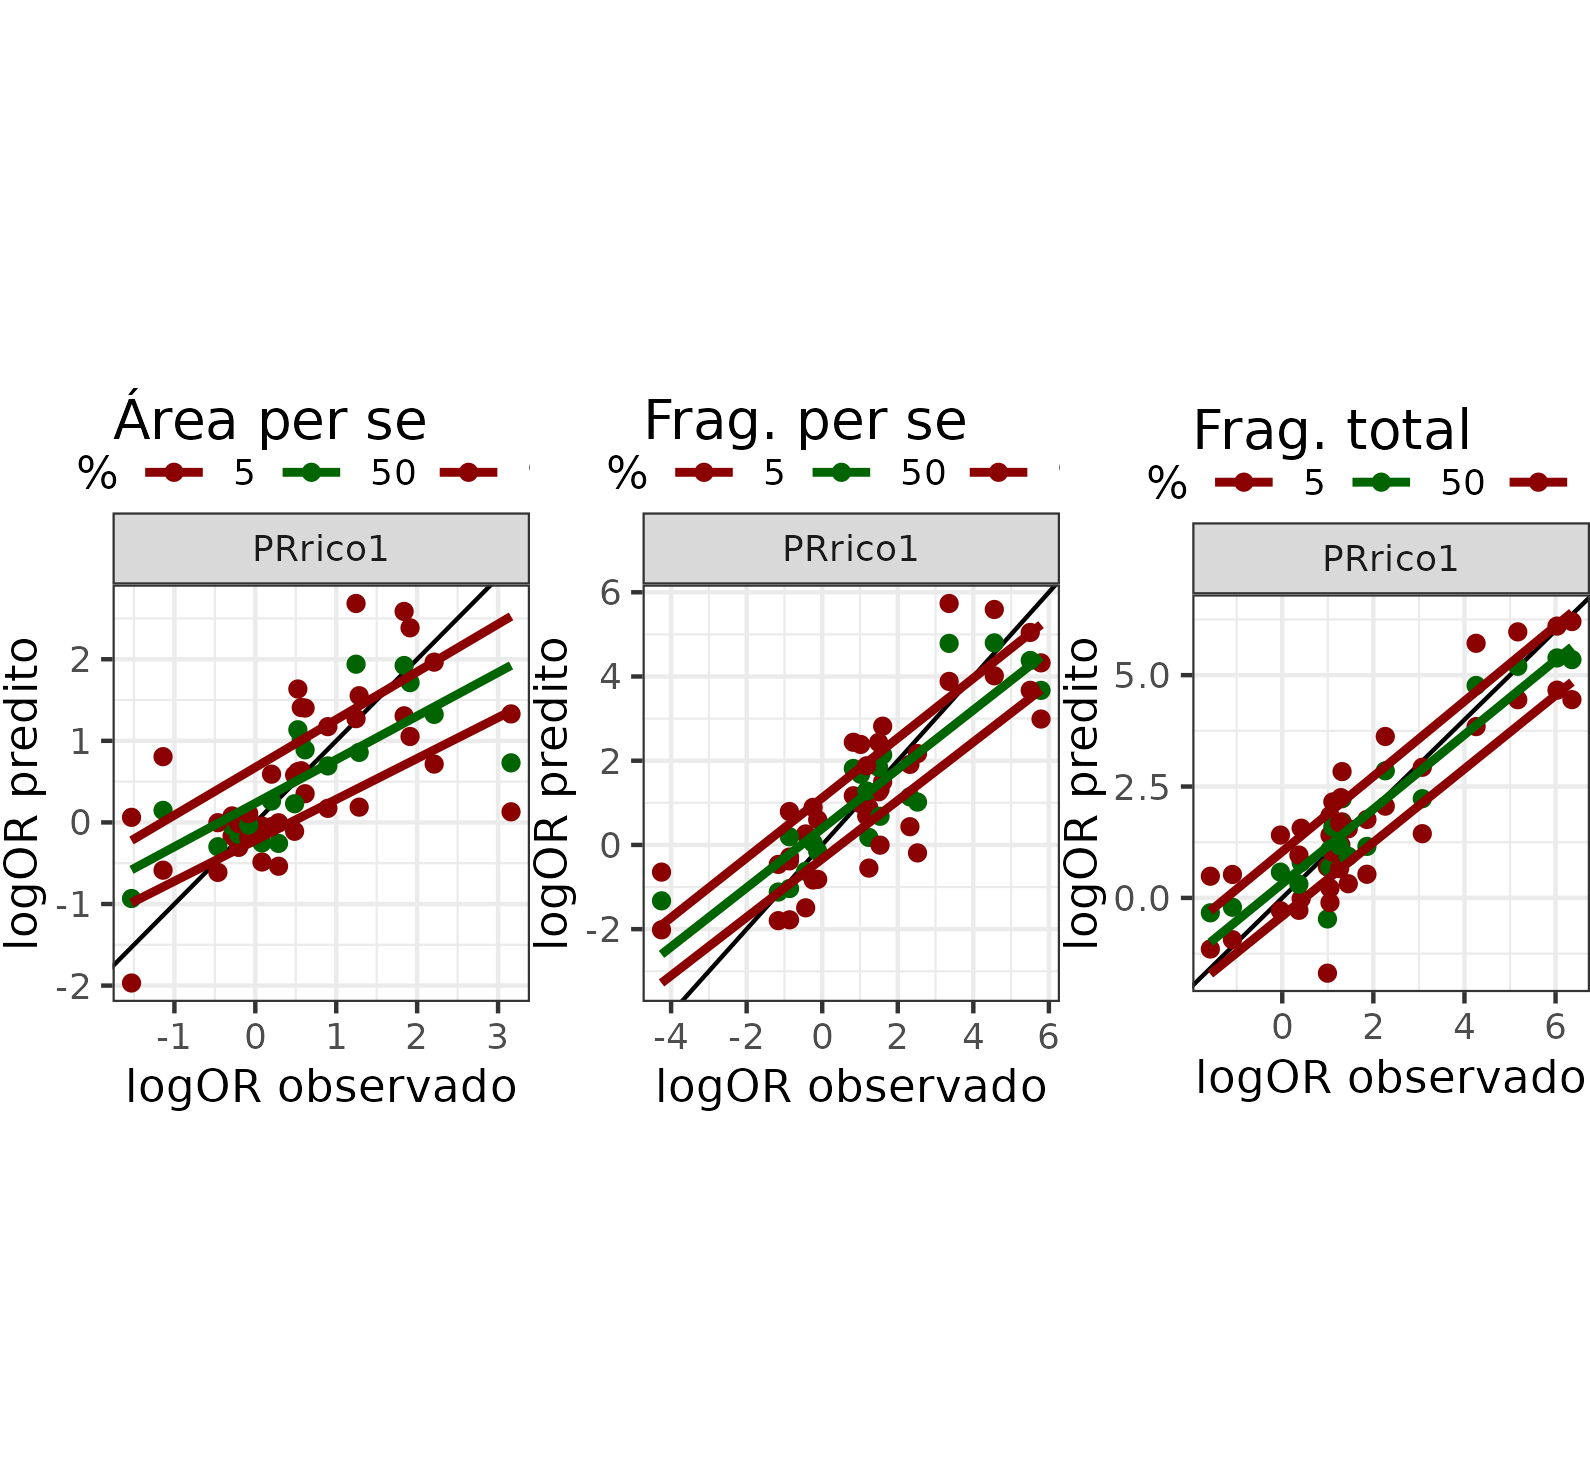 Área per se
% 5 50
PRrico1
logOR predito
2
1
0
-1
-2
-1 0 1 2 3
logOR observado
Frag. per se
% 5 50
PRrico1
logOR predito
6
4
2
0
-2
-4 -2 0 2 4 6
logOR observado
Frag. total
% 5 50
PRrico1
logOR predito
5.0
2.5
0.0
0 2 4 6
logOR observado